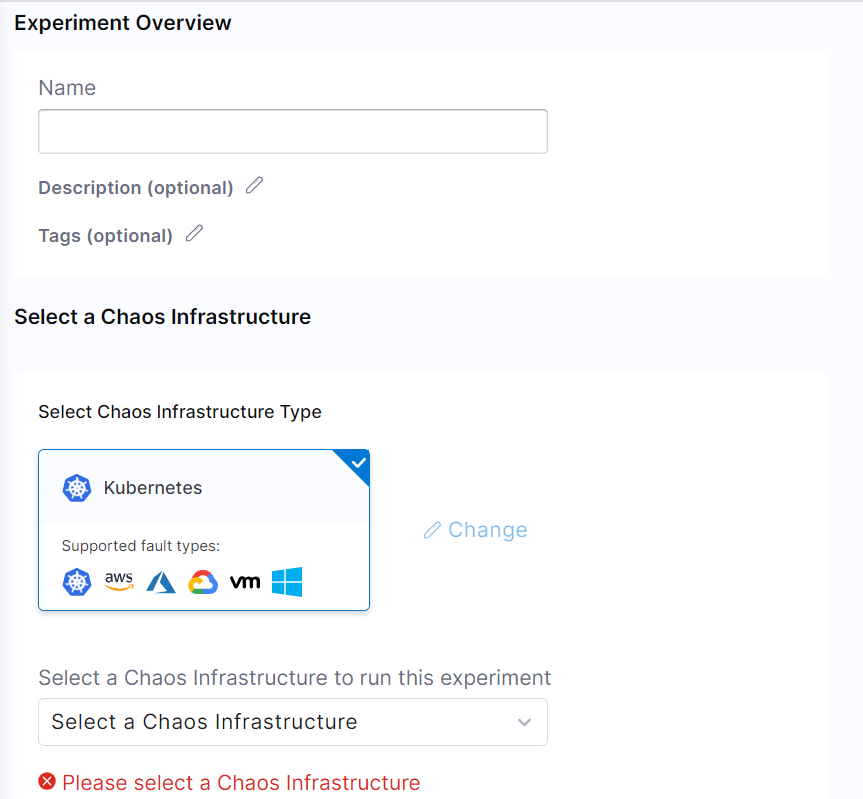 Experiment Overview
Name
Description (optional)
Tags (optional)
Select a Chaos Infrastructure
Select Chaos Infrastructure Type
Kubernetes
Change
Supported fault types:
aws vm
Select a Chaos Infrastructure to run this experiment
Select a Chaos Infrastructure
Please select a Chaos Infrastructure